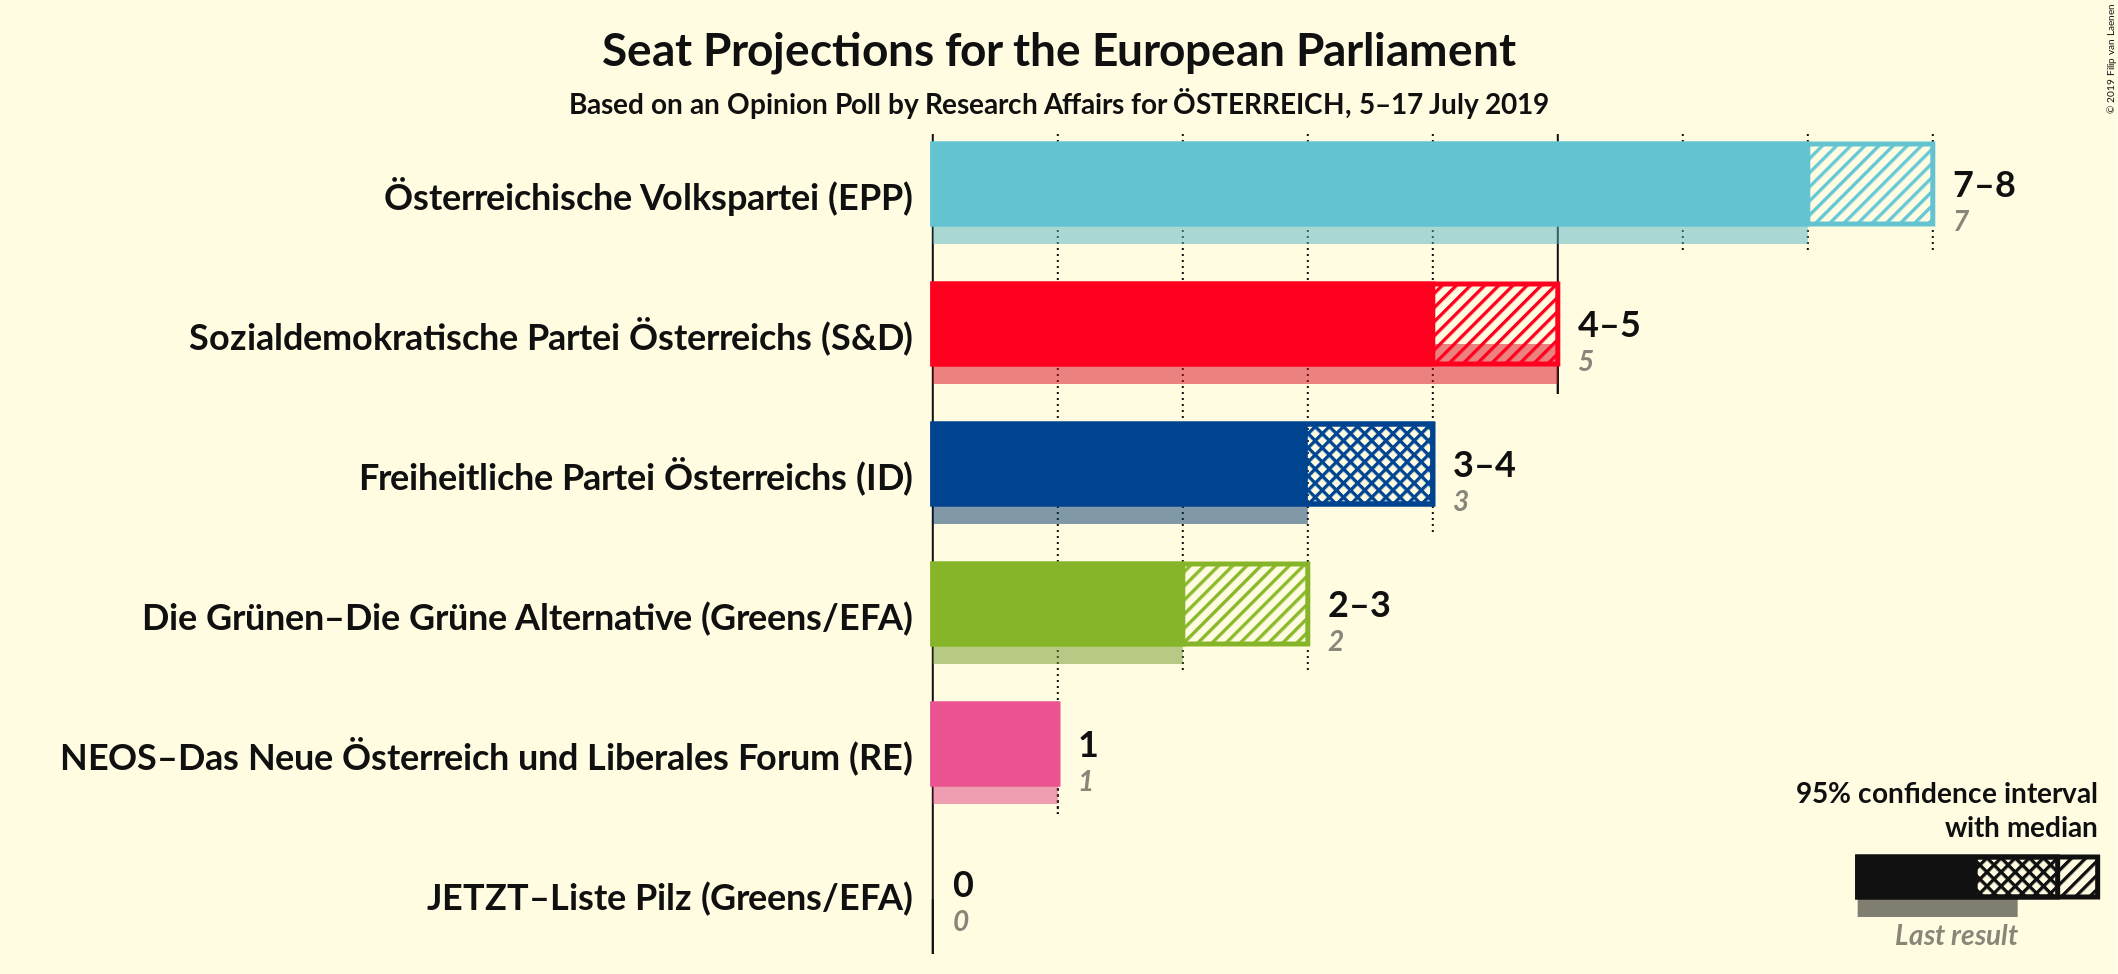 Seat Projections for the European Parliament
Based on an Opinion Poll by Research Affairs for ÖSTERREICH, 5–17 July 2019
© 2019 Filip van Laenen
Österreichische Volkspartei (EPP)
7–8
7
Sozialdemokratische Partei Österreichs (S&D)
4–5
5
Freiheitliche Partei Österreichs (ID)
3–4
3
Die Grünen–Die Grüne Alternative (Greens/EFA)
2–3
2
NEOS–Das Neue Österreich und Liberales Forum (RE)
1
1
JETZT–Liste Pilz (Greens/EFA)
0
0
95% confidence interval
with median
Last result